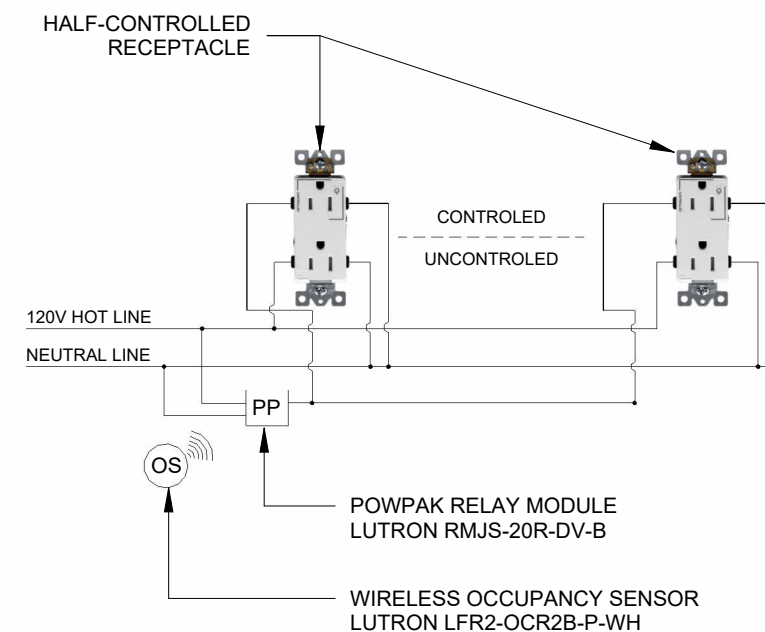 HALF-CONTROLLED
RECEPTACLE
CONTROLED
UNCONTROLED
120V HOT LINE
NEUTRAL LINE
PP
OS
POWPAK RELAY MODULE
LUTRON RMJS-20R-DV-B
WIRELESS OCCUPANCY SENSOR
LUTRON LFR2-OCR2B-P-WH